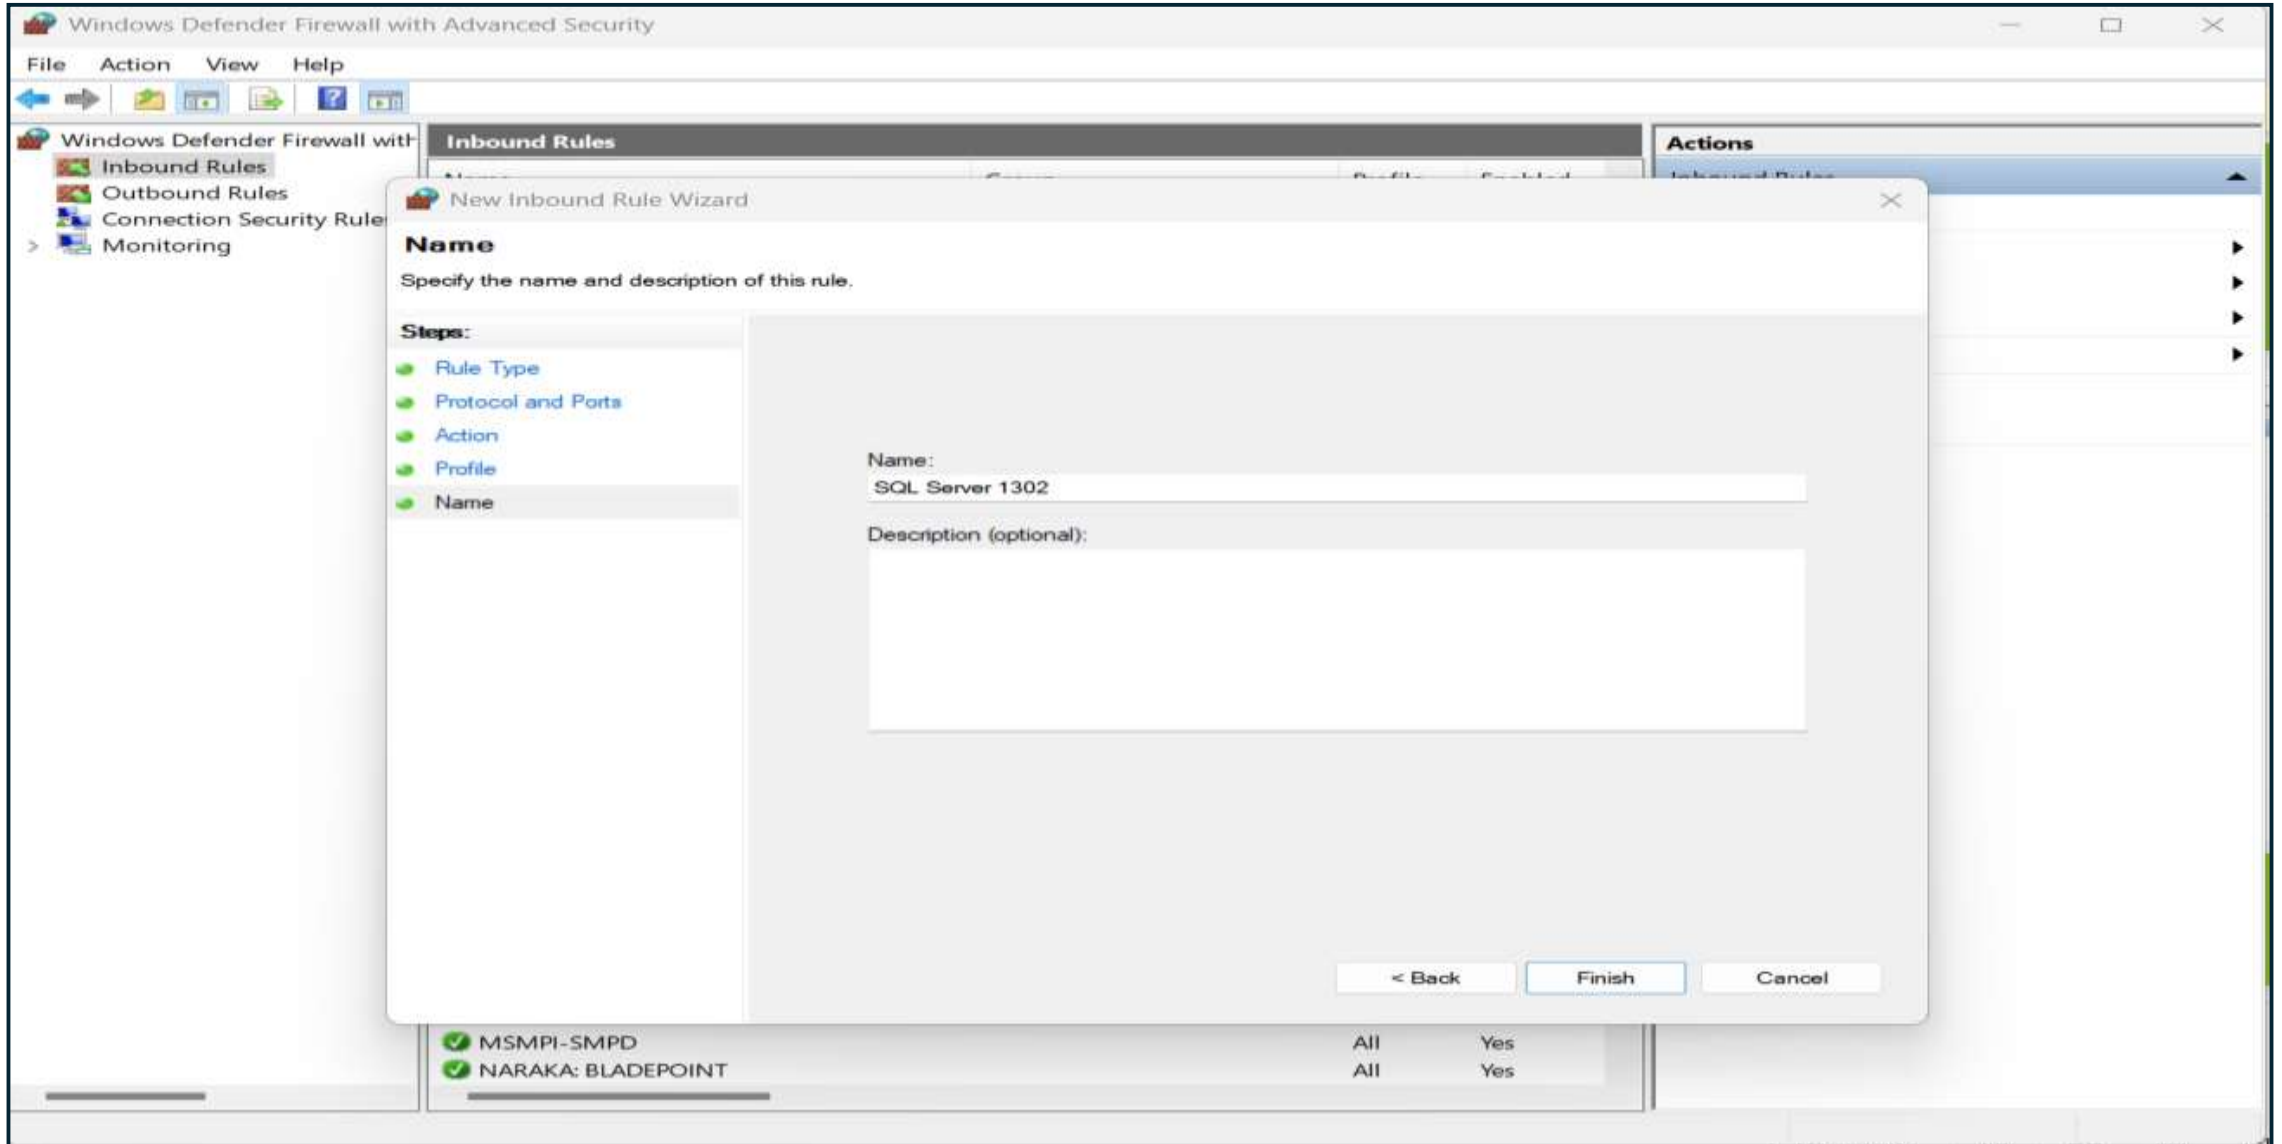 Windows Defender Firewall with Advanced Security
File Action View Help
Windows Defender Firewall with
Inbound Rules
Outbound Rules
Connection Security Rules
Monitoring
Inbound Rules
Actions
Inbound Rules
New Inbound Rule Wizard
Name
Specify the name and description of this rule.
Steps:
Rule Type
Protocol and Ports
Action
Profile
Name
Name:
SQL Server 1302
Description (optional):
< Back Finish Cancel
MSMPI-SMPD All Yes
NARAKA: BLADEPOINT All Yes